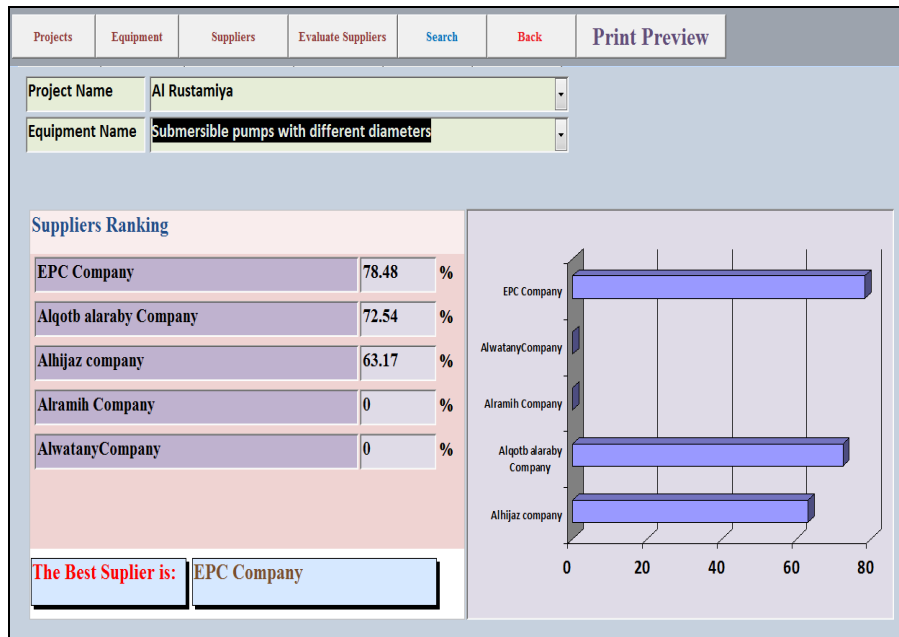 Projects Equipment Suppliers Evaluate Suppliers Search Back Print Preview
Project Name Al Rustamiya
Equipment Name Submersible pumps with different diameters
Suppliers Ranking
EPC Company 78.48 %
Alqotb alaraby Company 72.54 %
Alhijaz company 63.17 %
Alramih Company 0 %
AlwatanyCompany 0 %
The Best Suplier is: EPC Company
EPC Company
AlwatanyCompany
Alramih Company
Alqotb alaraby
Company
Alhijaz company
0 20 40 60 80